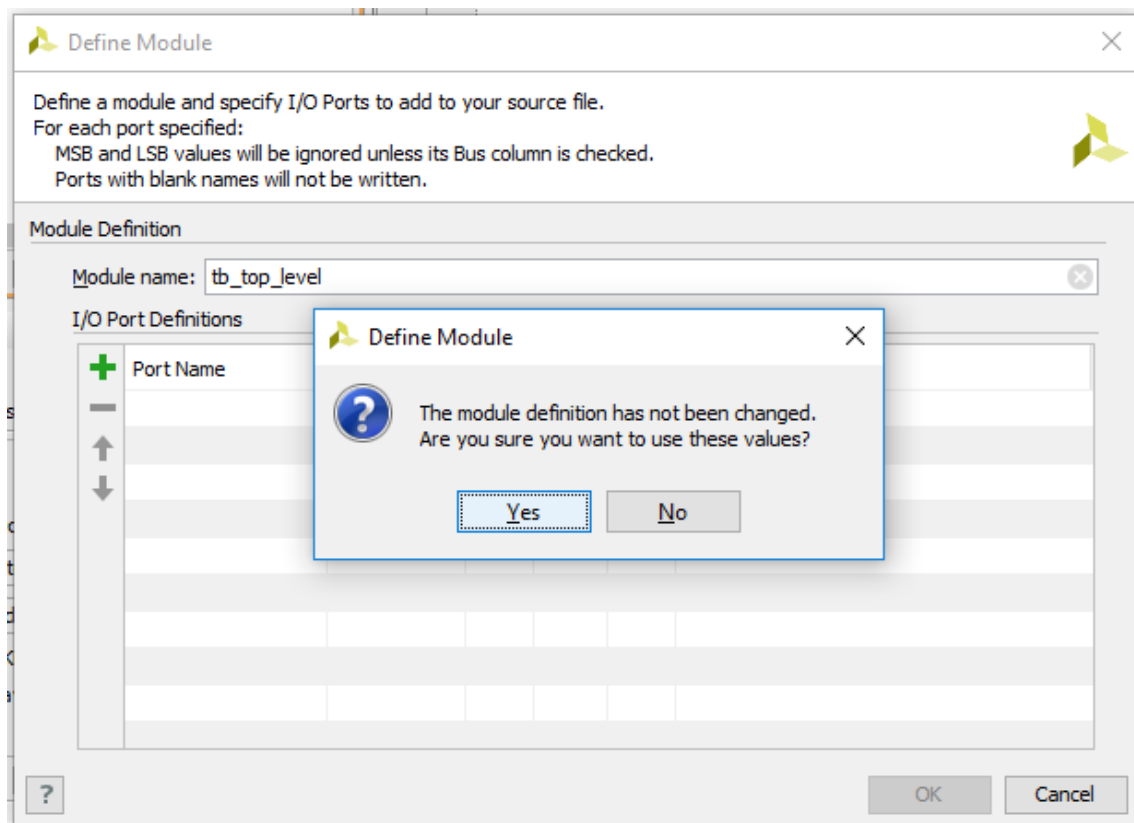 Define Module
Define a module and specify I/O Ports to add to your source file.
For each port specified:
MSB and LSB values will be ignored unless its Bus column is checked.
Ports with blank names will not be written.
Module Definition
Module name: tb_top_level
I/O Port Definitions
Port Name
Define Module
The module definition has not been changed.
Are you sure you want to use these values?
Yes No
? OK Cancel